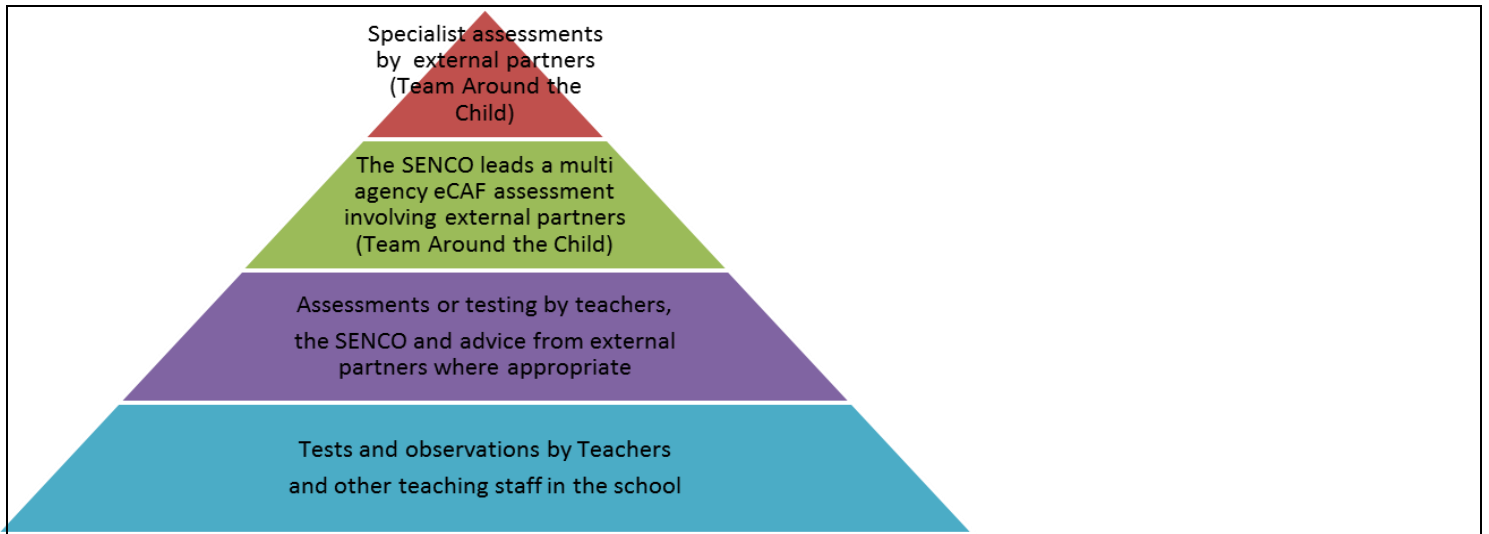 Specialist assessments
by external partners
(Team Around the
Child)
The SENCO leads a multi
agency eCAF assessment
involving external partners
(Team Around the Child)
Assessments or testing by teachers,
the SENCO and advice from external
partners where appropriate
Tests and observations by Teachers
and other teaching staff in the school